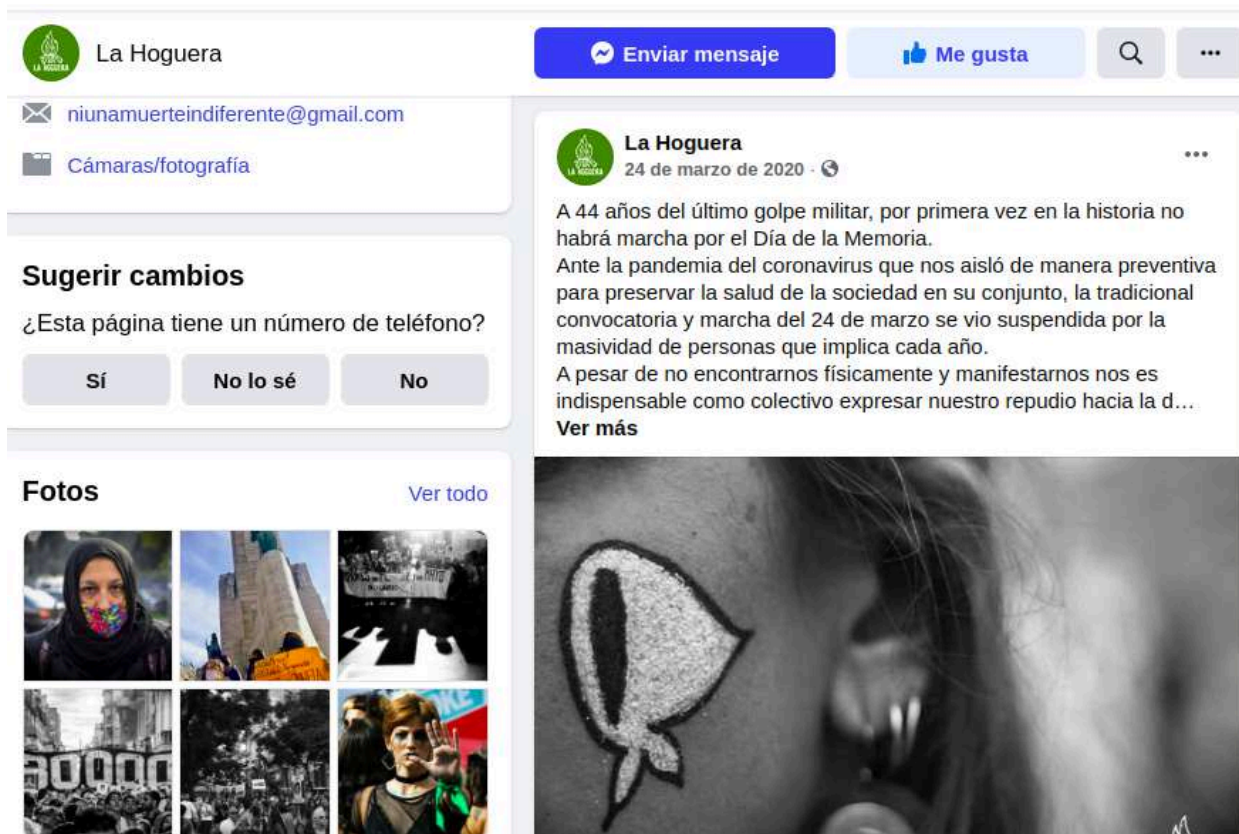 La Hoguera
Enviar mensaje
Me gusta
niunamuerteindiferente@gmail.com
Cámaras/fotografía
Sugerir cambios
¿Esta página tiene un número de teléfono?
Sí
No lo sé
No
Fotos
Ver todo
30000
La Hoguera
24 de marzo de 2020 ·
A 44 años del último golpe militar, por primera vez en la historia no
habrá marcha por el Día de la Memoria.
Ante la pandemia del coronavirus que nos aisló de manera preventiva
para preservar la salud de la sociedad en su conjunto, la tradicional
convocatoria y marcha del 24 de marzo se vio suspendida por la
masividad de personas que implica cada año.
A pesar de no encontrarnos físicamente y manifestarnos nos es
indispensable como colectivo expresar nuestro repudio hacia la d...
Ver más